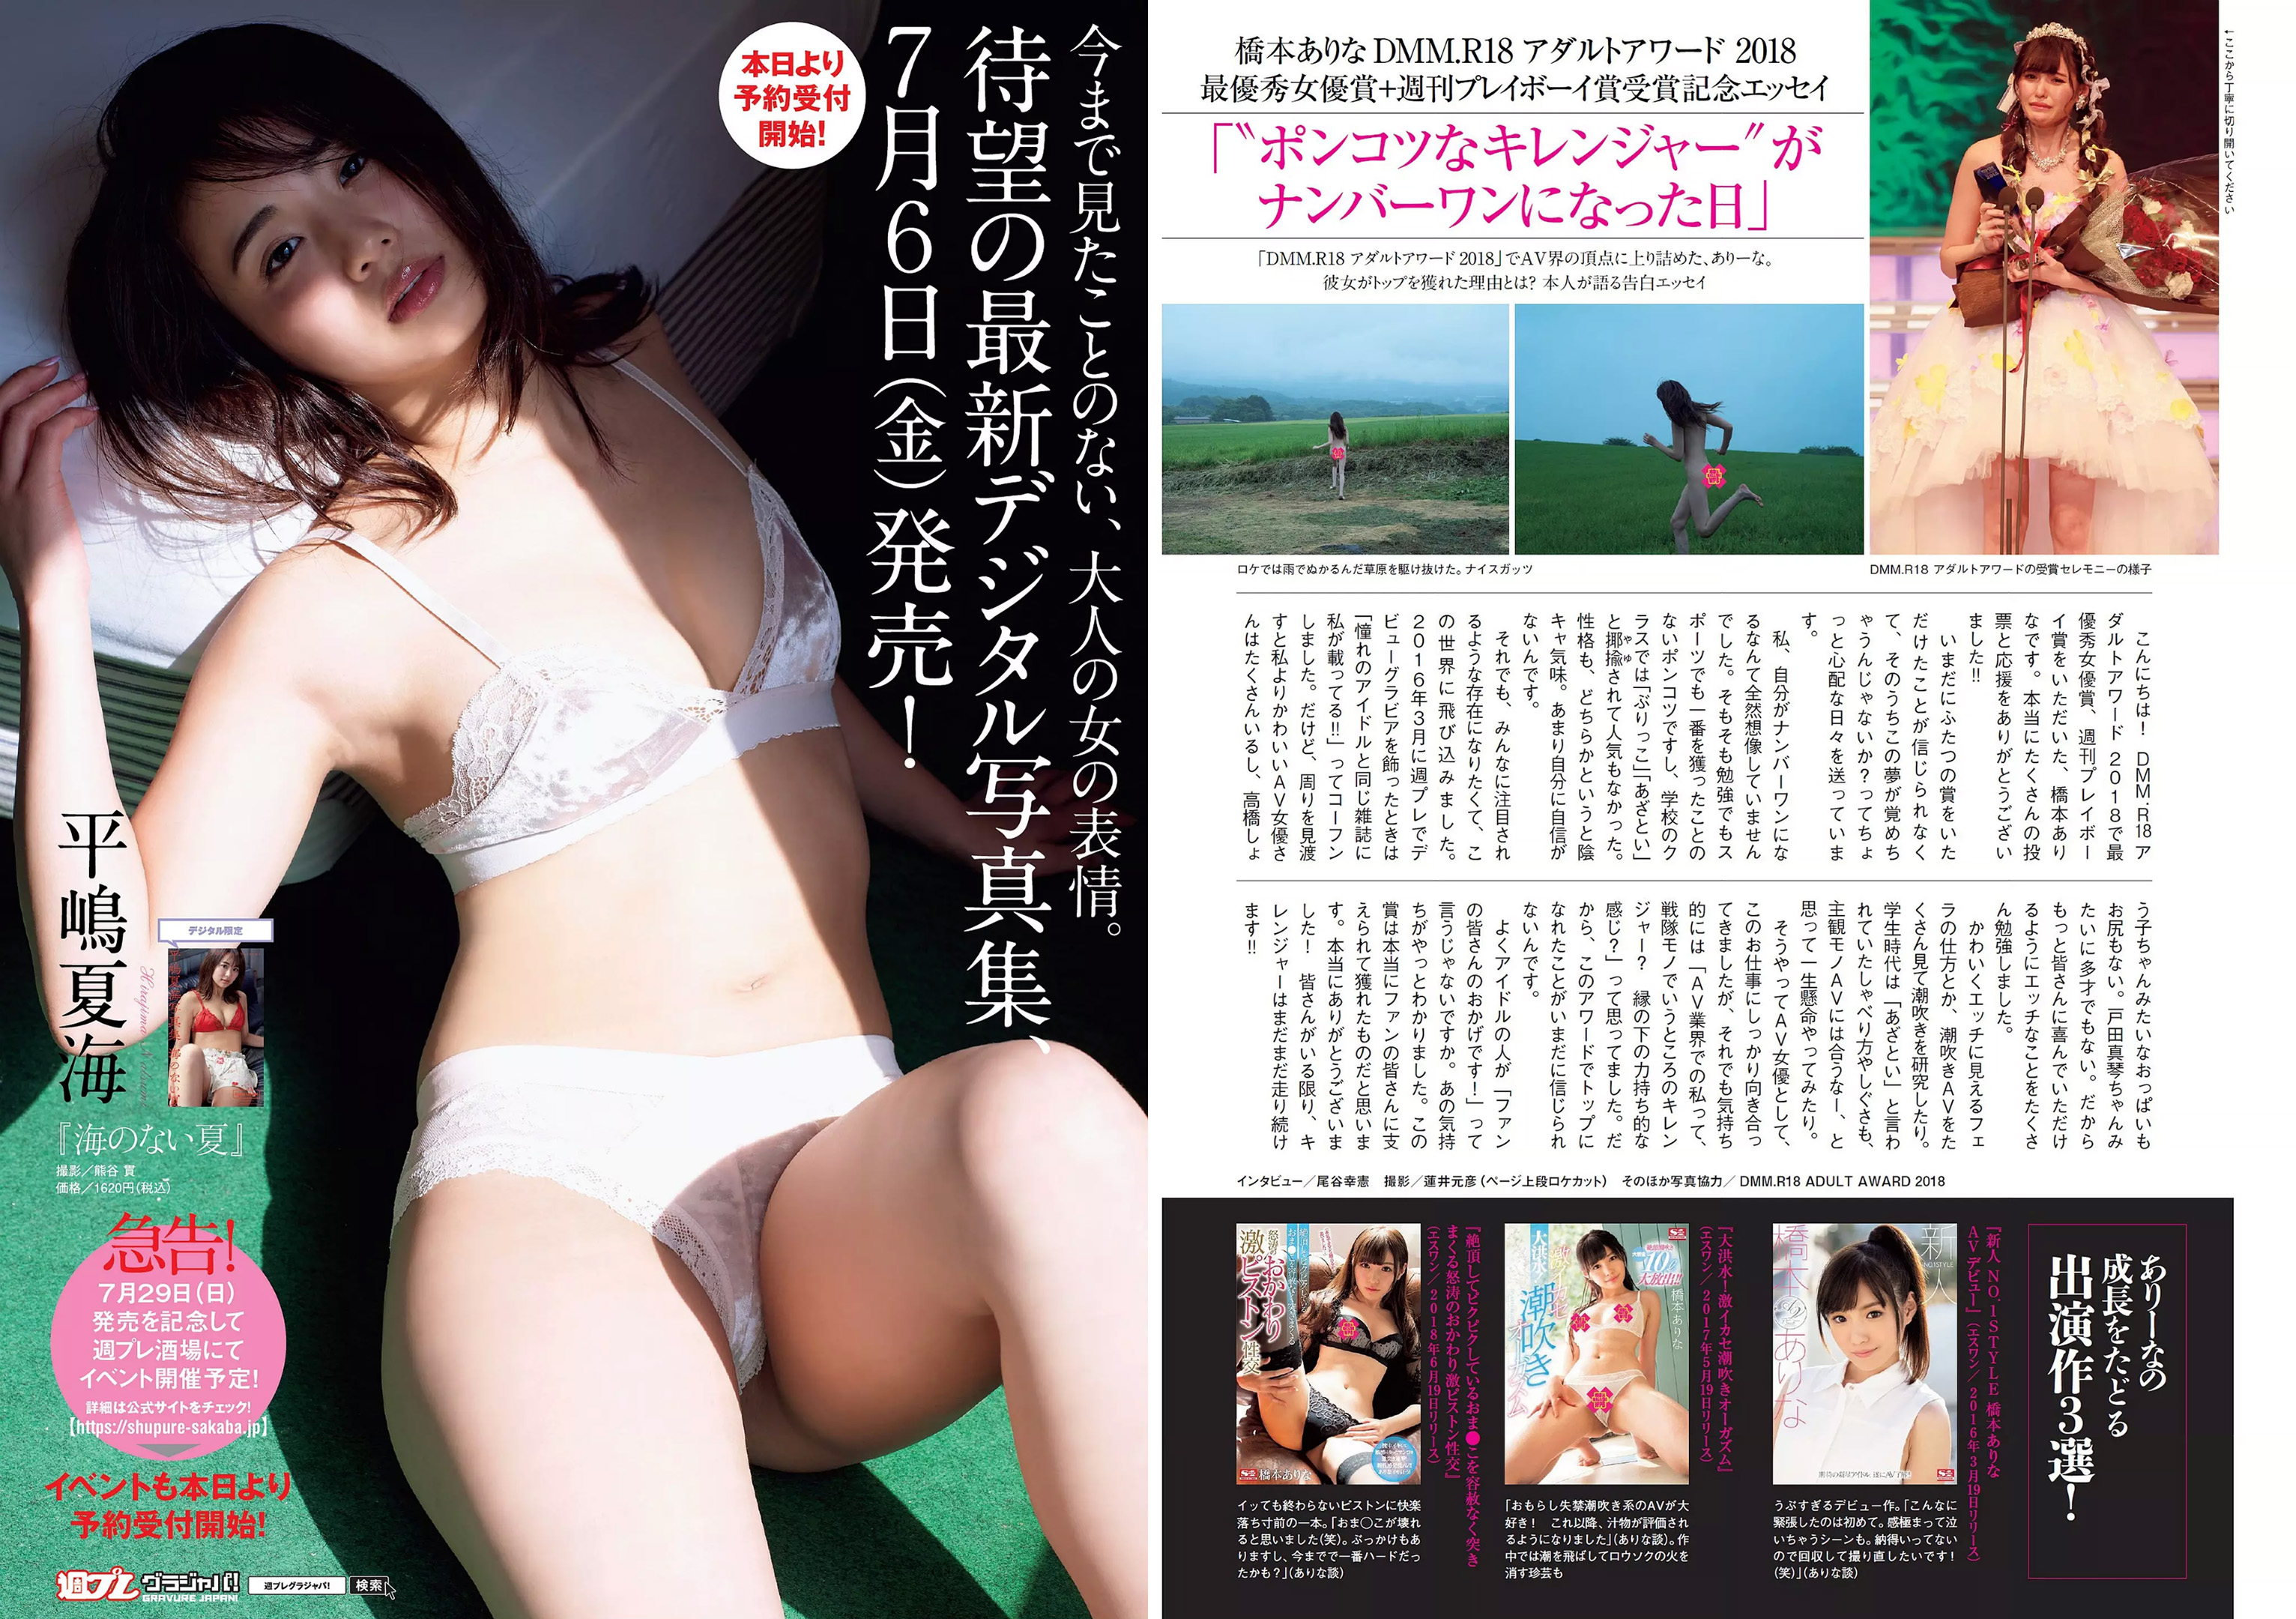 今まで見たことのない、大人の女の表情。
待望の最新デジタル写真集、
7月6日(金)発売!
本日より
予約受付
開始!
平嶋夏海
デジタル限定
『海のない夏』
撮影/熊谷 貫
価格/1620円(税込)
急告!
7月29日(日)
発売を記念して
週プレ酒場にて
イベント開催予定!
詳細は公式サイトをチェック!
【https://shupure-sakaba.jp】
イベントも本日より
予約受付開始!
週プレ グラジャパ!
GRAVURE JAPAN!
週プレグラジャパ! 検索
←ここから丁寧に切り開いてください
橋本ありな DMM.R18 アダルトアワード 2018
最優秀女優賞+週刊プレイボーイ賞受賞記念エッセイ
「〝ポンコツなキレンジャー〟が
ナンバーワンになった日」
「DMM.R18 アダルトアワード 2018」でAV界の頂点に上り詰めた、ありーな。
彼女がトップを獲れた理由とは? 本人が語る告白エッセイ
ロケでは雨でぬかるんだ草原を駆け抜けた。ナイスガッツ
DMM.R18 アダルトアワードの受賞セレモニーの様子
こんにちは! DMM.R18ア
ダルトアワード 2018で最
優秀女優賞、週刊プレイボー
イ賞をいただいた、橋本あり
なです。本当にたくさんの投
票と応援をありがとうござい
ました!!
いまだにふたつの賞をいた
だけたことが信じられなく
て、そのうちこの夢が覚めち
ゃうんじゃないか?ってちょ
っと心配な日々を送っていま
す。
私、自分がナンバーワンにな
るなんて全然想像していません
でした。そもそも勉強でもス
ポーツでも一番を獲ったことの
ないポンコツですし、学校のク
ラスでは「ぶりっこ」「あざとい」
と揶揄されて人気もなかった。
性格も、どちらかというと陰
キャ気味。あまり自分に自信が
ないんです。
それでも、みんなに注目され
るような存在になりたくて、こ
の世界に飛び込みました。
2016年3月に週プレでデ
ビューグラビアを飾ったときは
「憧れのアイドルと同じ雑誌に
私が載ってる!!」ってコーフン
しました。だけど、周りを見渡
すと私よりかわいいAV女優さ
んはたくさんいるし、高橋しょ
う子ちゃんみたいなおっぱいも
お尻もない。戸田真琴ちゃんみ
たいに多才でもない。だから
もっと皆さんに喜んでいただけ
るようにエッチなことをたくさ
ん勉強しました。
かわいくエッチに見えるフェ
ラの仕方とか、潮吹きAVをた
くさん見て潮吹きを研究したり。
学生時代は「あざとい」と言わ
れていたしゃべり方やしぐさも、
主観モノAVには合うなー、と
思って一生懸命やってみたり。
そうやってAV女優として、
このお仕事にしっかり向き合っ
てきましたが、それでも気持ち
的には「AV業界での私って、
戦隊モノでいうところのキレン
ジャー? 縁の下の力持ち的な
感じ?」って思ってました。だ
から、このアワードでトップに
なれたことがいまだに信じられ
ないんです。
よくアイドルの人が「ファン
の皆さんのおかげです!」って
言うじゃないですか。あの気持
ちがやっとわかりました。この
賞は本当にファンの皆さんに支
えられて獲れたものだと思いま
す。本当にありがとうございま
した! 皆さんがいる限り、キ
レンジャーはまだまだ走り続け
ます!!
インタビュー/尾谷幸憲 撮影/蓮井元彦(ページ上段ロケカット) そのほか写真協力/DMM.R18 ADULT AWARD 2018
ありーなの
成長をたどる
出演作3選!
『新人 NO.1STYLE 橋本ありな
AVデビュー』(エスワン/2016年3月19日リリース)
新人
NO.1STYLE
橋本ありな
うぶすぎるデビュー作。「こんなに
緊張したのは初めて。感極まって泣
いちゃうシーンも。納得いってない
ので回収して撮り直したいです!
(笑)」(ありな談)
『大洪水!激イカセ潮吹きオーガズム』
(エスワン/2017年5月19日リリース)
橋本ありな
大洪水
潮吹き
「おもらし失禁潮吹き系のAVが大
好き! これ以降、汁物が評価され
るようになりました」(ありな談)。作
中では潮を飛ばしてロウソクの火を
消す珍芸も
『絶頂してビクビクしているおま●こを容赦なく突き
まくる怒涛のおかわり激ピストン性交』
(エスワン/2018年6月19日リリース)
怒涛のおかわり
激ピストン性交
橋本ありな
イッても終わらないピストンに快楽
落ち寸前の一本。「おま〇こが壊れ
ると思いました(笑)。ぶっかけもあ
りますし、今までで一番ハードだっ
たかも?」(ありな談)